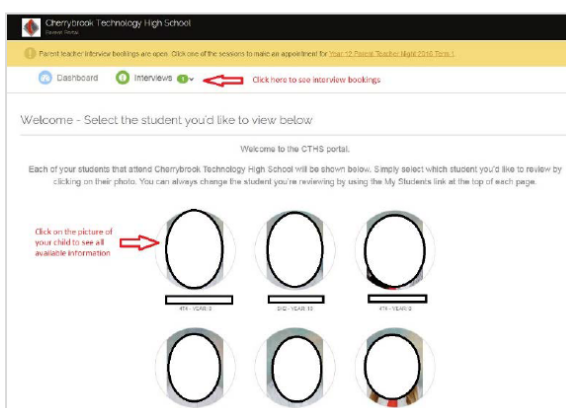 Cherrybrook Technology High School
Parent Portal
Parent teacher interview bookings are open. Click one of the sessions to make an appointment for Year 12 Parent Teacher Night 2016 Term 1.
Dashboard
Interviews
Click here to see interview bookings
Welcome - Select the student you'd like to view below
Welcome to the CTHS portal.
Each of your students that attend Cherrybrook Technology High School will be shown below. Simply select which student you'd like to review by
clicking on their photo. You can always change the student you're reviewing by using the My Students link at the top of each page.
Click on the picture of
your child to see all
available information
YEAR
- YEAR 10
- YEAR